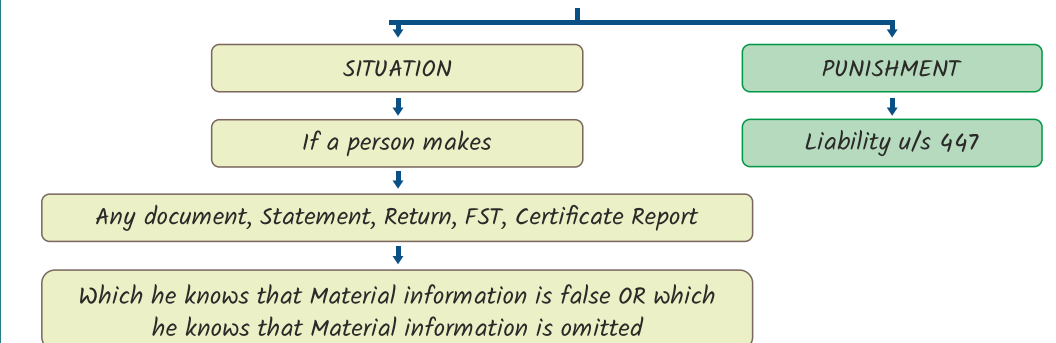 SITUATION
PUNISHMENT
If a person makes
Liability u/s 447
Any document, Statement, Return, FST, Certificate Report
Which he knows that Material information is false OR which
he knows that Material information is omitted